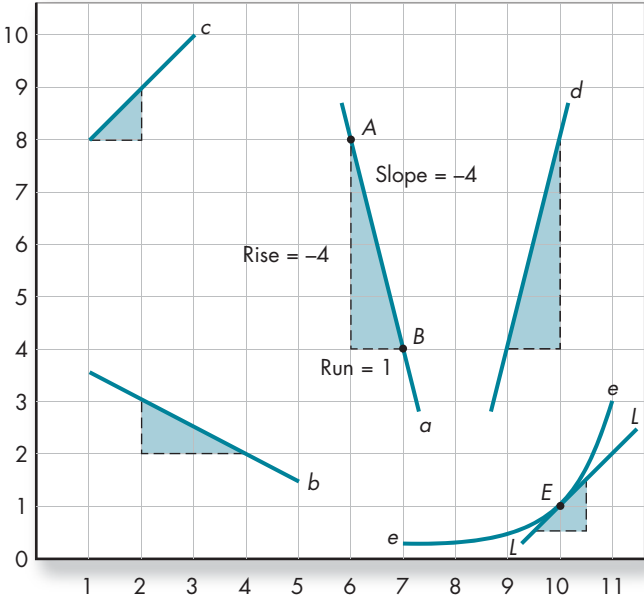 10
c
9
d
8
A
7
Slope = –4
6
Rise = –4
5
4
B
Run = 1
3
e
a
L
2
b
1
E
e
L
0
1 2 3 4 5 6 7 8 9 10 11